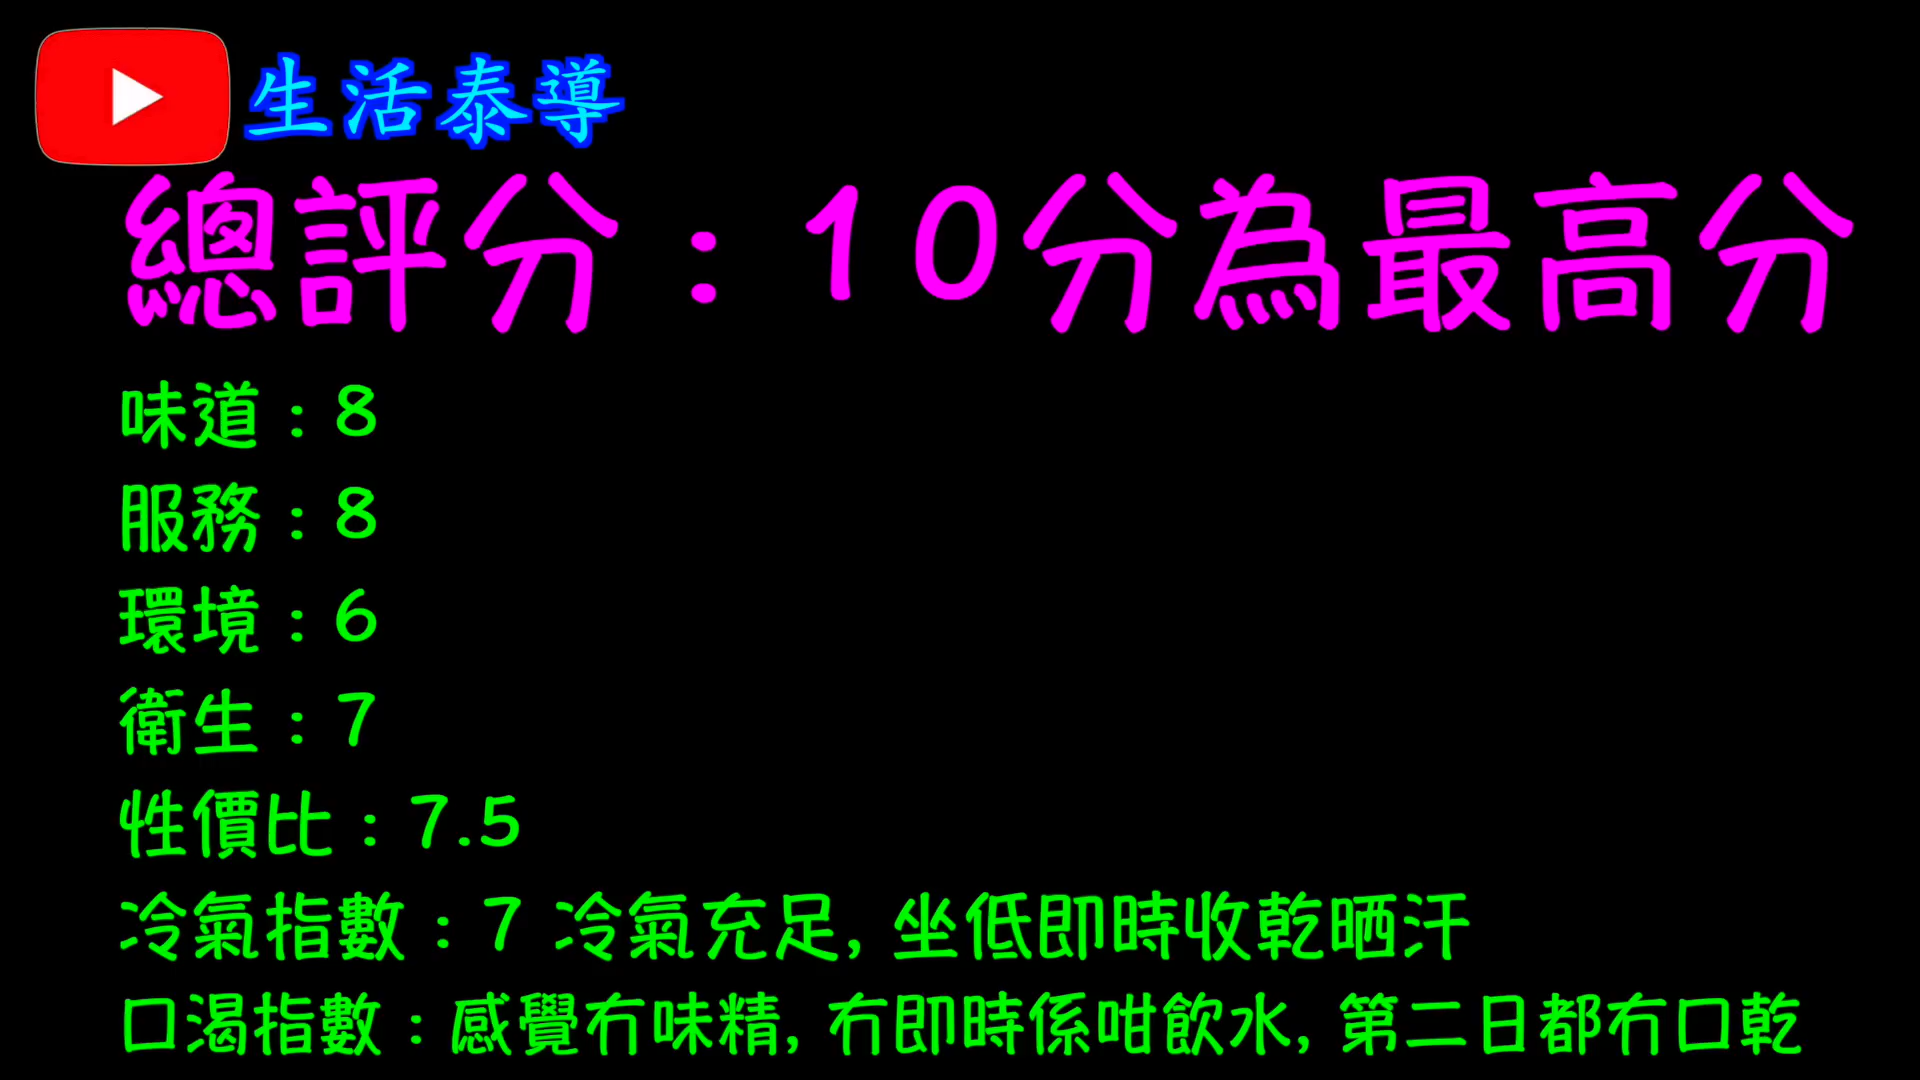 生活泰導
總評分：10分為最高分
味道：8
服務：8
環境：6
衛生：7
性價比：7.5
冷氣指數：7 冷氣充足, 坐低即時收乾晒汗
口渴指數：感覺冇味精, 冇即時係咁飲水, 第二日都冇口乾